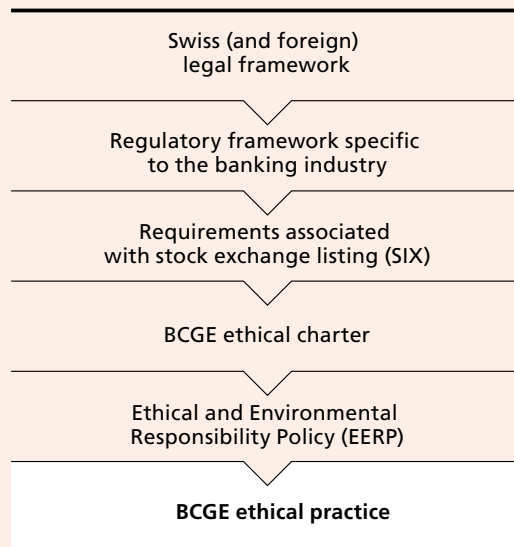 Swiss (and foreign)
legal framework
Regulatory framework specific
to the banking industry
Requirements associated
with stock exchange listing (SIX)
BCGE ethical charter
Ethical and Environmental
Responsibility Policy (EERP)
BCGE ethical practice